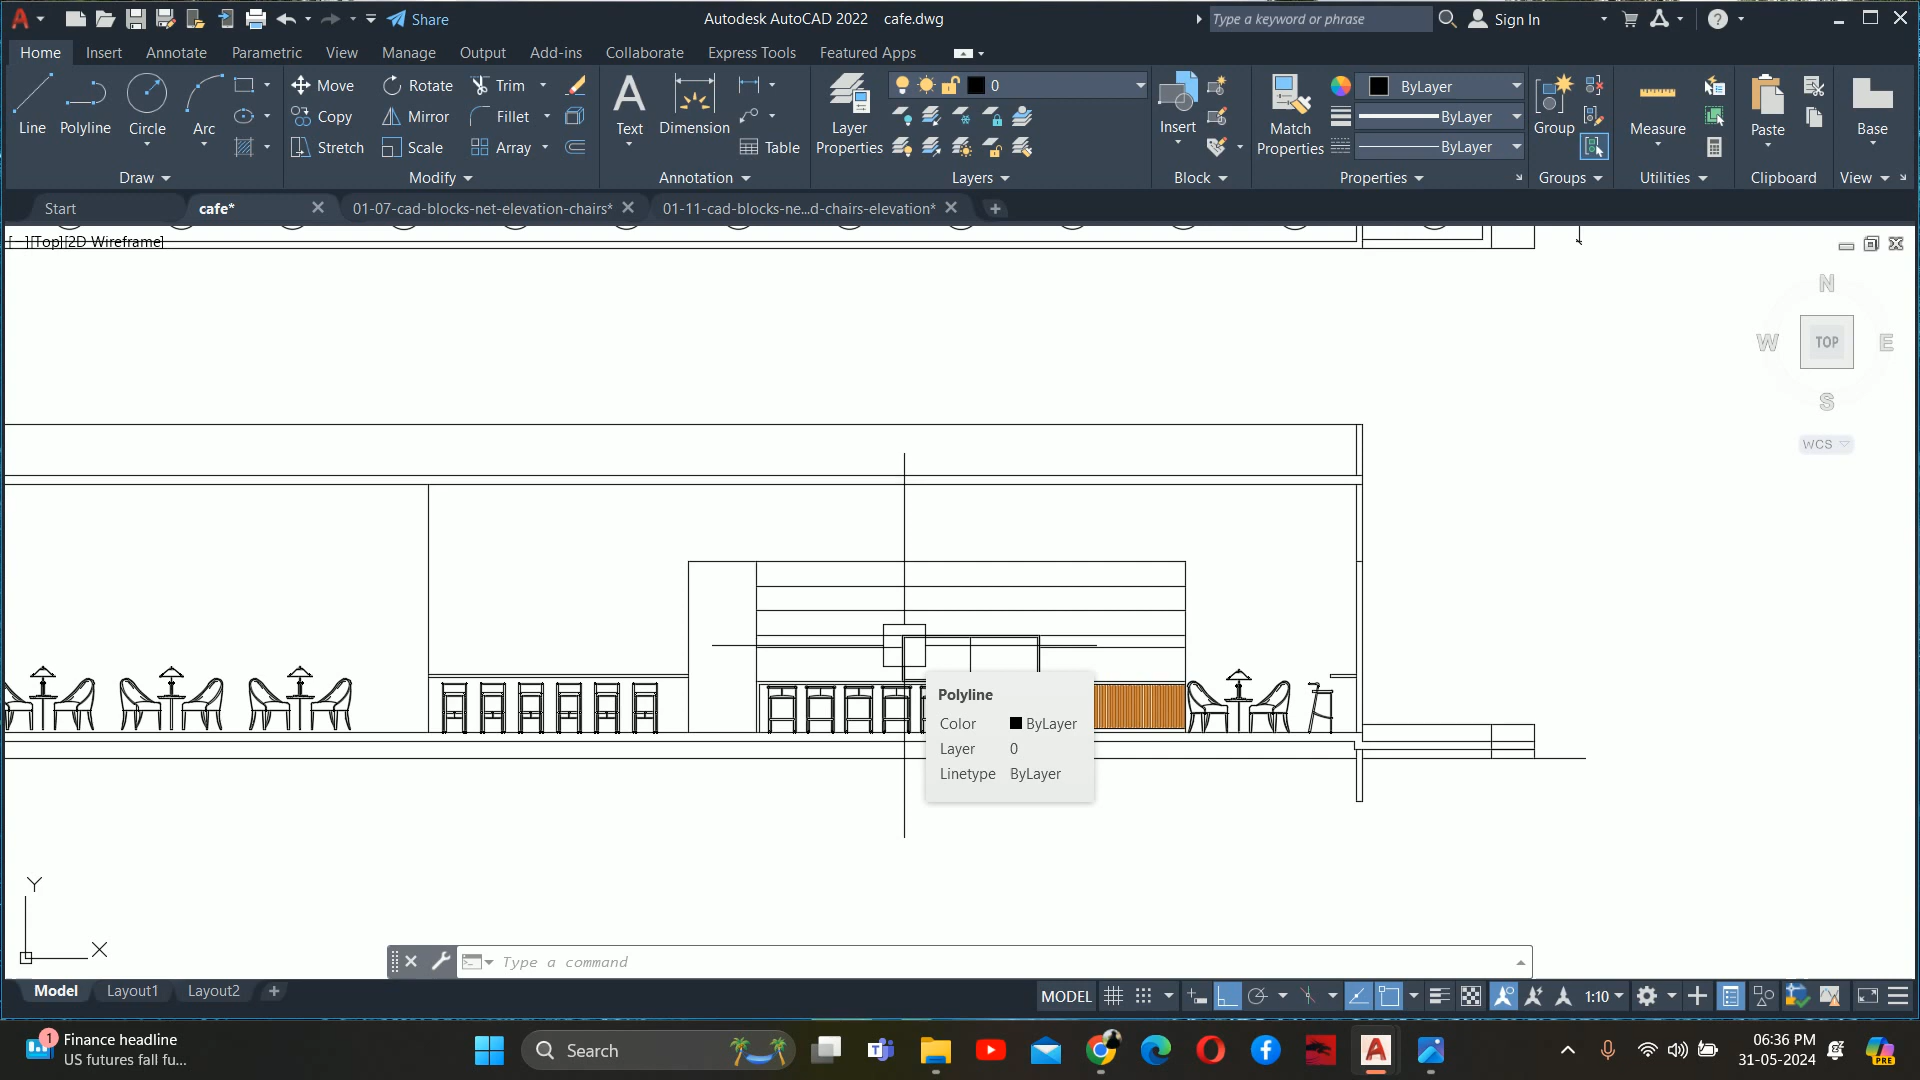 Share
Autodesk AutoCAD 2022 cafe.dwg
Type a keyword or phrase
Sign In
Home Insert Annotate Parametric View Manage Output Add-ins Collaborate Express Tools Featured Apps
Line
Polyline
Circle
Arc
Draw
Move
Rotate
Trim
Copy
Mirror
Fillet
Stretch
Scale
Array
Modify
Text
Dimension
Table
Annotation
Layer
Properties
0
Layers
Insert
Block
Match
Properties
ByLayer
ByLayer
ByLayer
Properties
Group
Groups
Measure
Utilities
Paste
Clipboard
Base
View
Start
cafe*
01-07-cad-blocks-net-elevation-chairs*
01-11-cad-blocks-ne...d-chairs-elevation*
[-][Top][2D Wireframe]
N
W
TOP
E
S
WCS
Polyline
Color ByLayer
Layer 0
Linetype ByLayer
Y
X
Type a command
Model Layout1 Layout2
MODEL
1:10
1
Finance headline
US futures fall fu...
Search
06:36 PM
31-05-2024
PRE